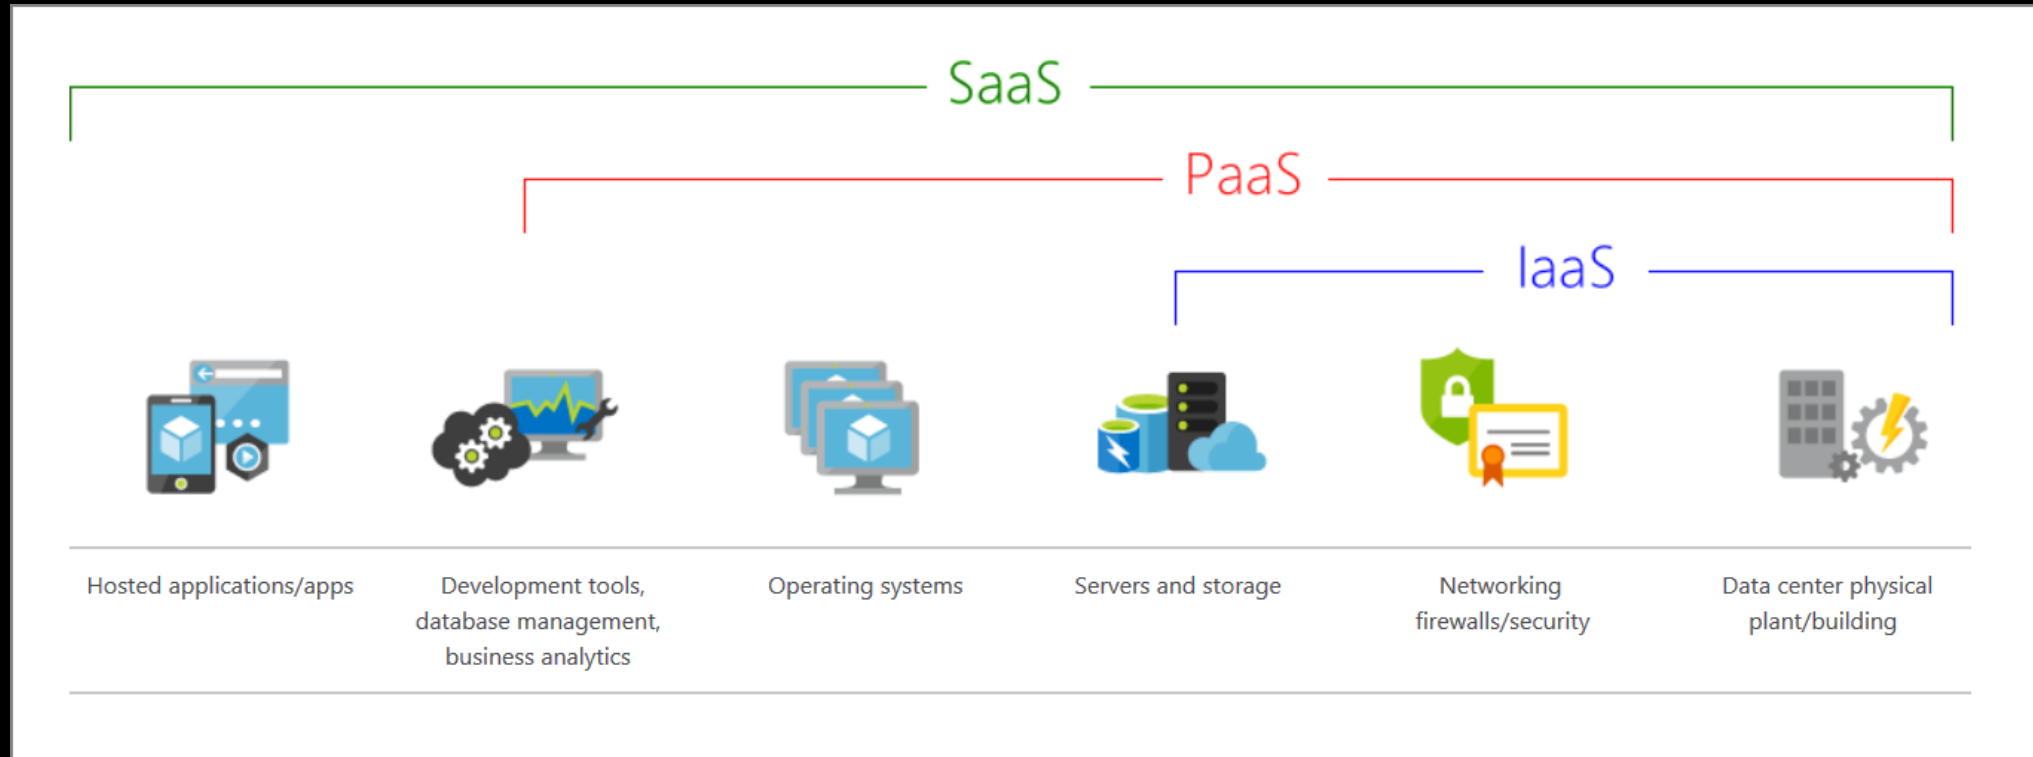 SaaS
PaaS
IaaS
Hosted applications/apps
Development tools,
database management,
business analytics
Operating systems
Servers and storage
Networking
firewalls/security
Data center physical
plant/building